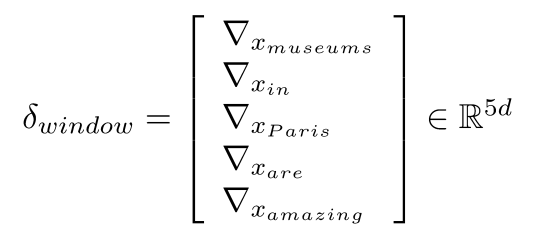 ∇x_museums
∇x_in
δ_window = [ ∇x_Paris ] ∈ ℝ^5d
∇x_are
∇x_amazing